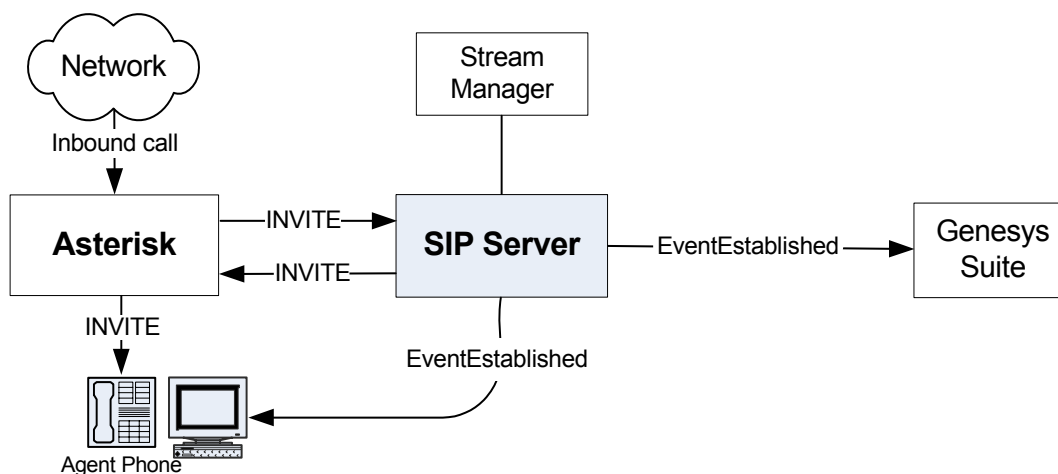 Network
Stream
Manager
Inbound call
Asterisk
INVITE
SIP Server
EventEstablished
Genesys
Suite
INVITE
INVITE
EventEstablished
Agent Phone